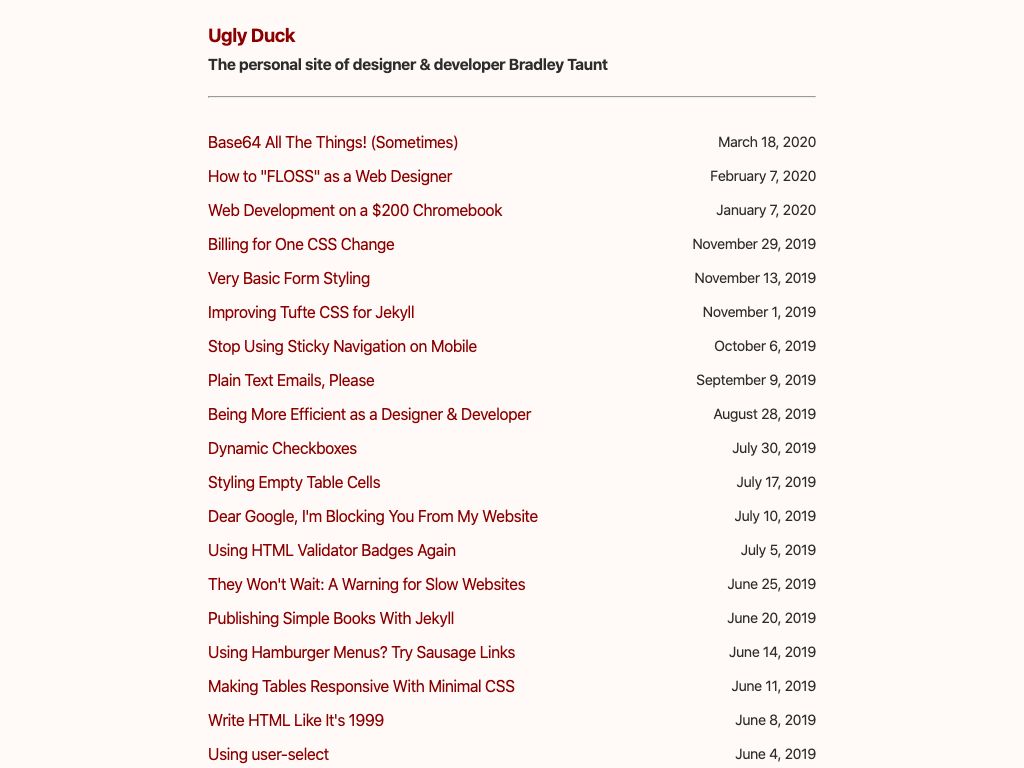 Ugly Duck
The personal site of designer & developer Bradley Taunt
Base64 All The Things! (Sometimes) March 18, 2020
How to "FLOSS" as a Web Designer February 7, 2020
Web Development on a $200 Chromebook January 7, 2020
Billing for One CSS Change November 29, 2019
Very Basic Form Styling November 13, 2019
Improving Tufte CSS for Jekyll November 1, 2019
Stop Using Sticky Navigation on Mobile October 6, 2019
Plain Text Emails, Please September 9, 2019
Being More Efficient as a Designer & Developer August 28, 2019
Dynamic Checkboxes July 30, 2019
Styling Empty Table Cells July 17, 2019
Dear Google, I'm Blocking You From My Website July 10, 2019
Using HTML Validator Badges Again July 5, 2019
They Won't Wait: A Warning for Slow Websites June 25, 2019
Publishing Simple Books With Jekyll June 20, 2019
Using Hamburger Menus? Try Sausage Links June 14, 2019
Making Tables Responsive With Minimal CSS June 11, 2019
Write HTML Like It's 1999 June 8, 2019
Using user-select June 4, 2019